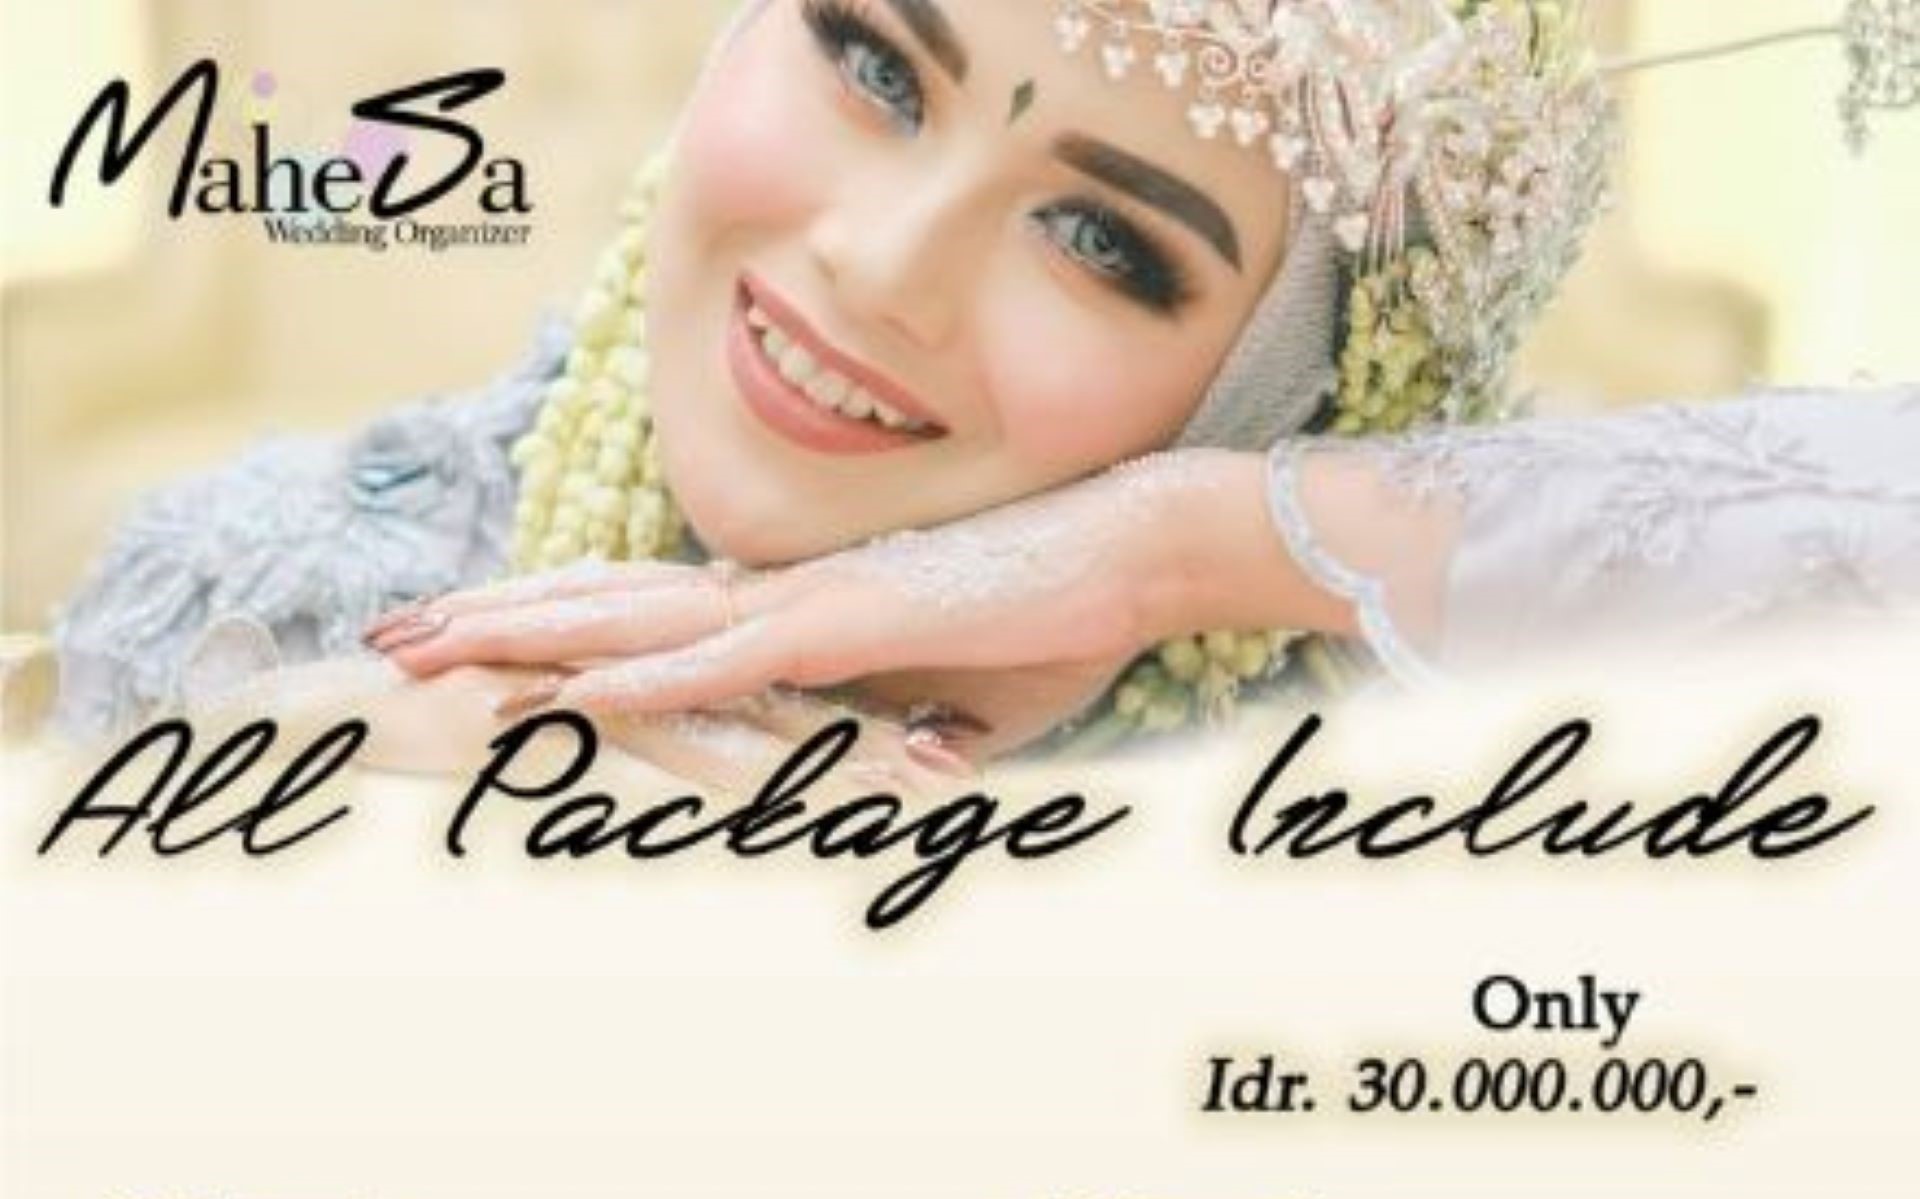 MaheSa
Wedding Organizer
All Package Include
Only
Idr. 30.000.000,-